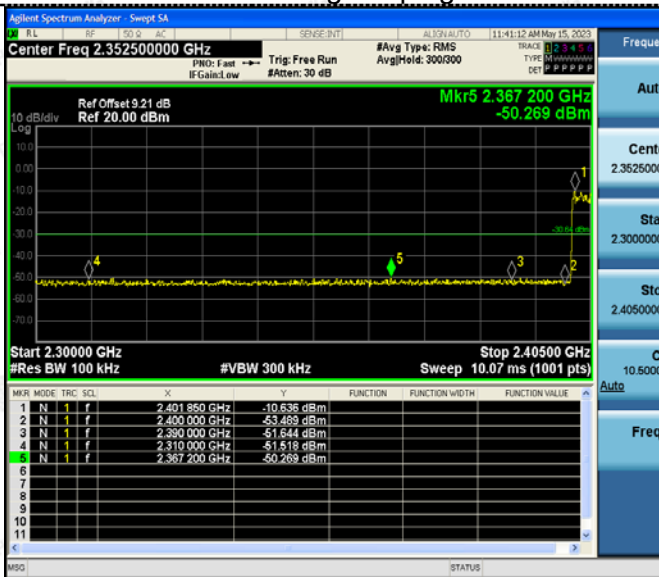 Agilent Spectrum Analyzer - Swept SA
RL RF 50 Ω AC SENSE:INT ALIGN AUTO 11:41:12 AM May 15, 2023
Center Freq 2.352500000 GHz #Avg Type: RMS TRACE 1 2 3 4 5 6
PNO: Fast Trig: Free Run Avg|Hold: 300/300 TYPE M
IFGain:Low #Atten: 30 dB DET P P P P P P
Ref Offset 9.21 dB Mkr5 2.367 200 GHz
10 dB/div Ref 20.00 dBm -50.269 dBm
Log
10.0
0.00
-10.0
-20.0
-30.0
-40.0
-50.0
-60.0
-70.0
1
-30.64 dBm
4
5
3
2
Start 2.30000 GHz Stop 2.40500 GHz
#Res BW 100 kHz #VBW 300 kHz Sweep 10.07 ms (1001 pts)
MKR MODE TRC SCL X Y FUNCTION FUNCTION WIDTH FUNCTION VALUE
1 N 1 f 2.401 850 GHz -10.636 dBm
2 N 1 f 2.400 000 GHz -53.489 dBm
3 N 1 f 2.390 000 GHz -51.644 dBm
4 N 1 f 2.310 000 GHz -51.518 dBm
5 N 1 f 2.367 200 GHz -50.269 dBm
6
7
8
9
10
11
MSG STATUS
Freque
Aut
Cent
2.3525000
Sta
2.3000000
Sto
2.4050000
C
10.5000
Auto
Freq